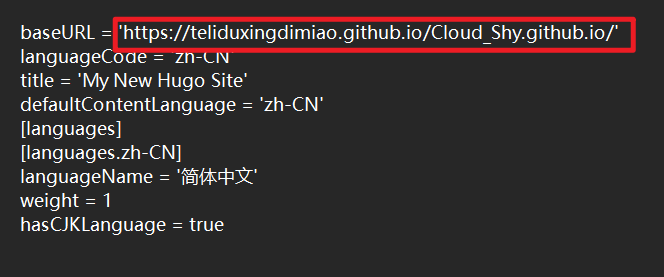 baseURL = 'https://teliduxingdimiao.github.io/Cloud_Shy.github.io/'
languageCode = 'zh-CN'
title = 'My New Hugo Site'
defaultContentLanguage = 'zh-CN'
[languages]
[languages.zh-CN]
languageName = '简体中文'
weight = 1
hasCJKLanguage = true